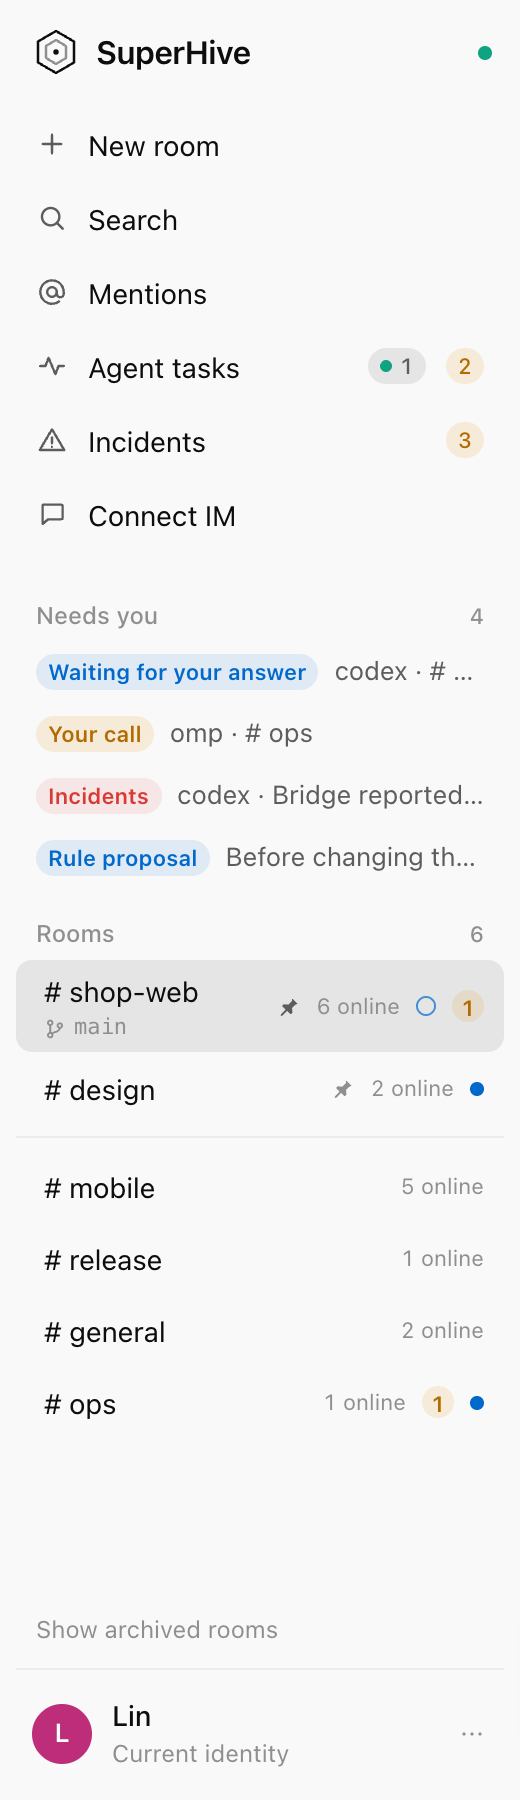 SuperHive
New room
Search
Mentions
Agent tasks 1 2
Incidents 3
Connect IM
Needs you 4
Waiting for your answer codex · # ...
Your call omp · # ops
Incidents codex · Bridge reported...
Rule proposal Before changing th...
Rooms 6
# shop-web 6 online 1
main
# design 2 online
# mobile 5 online
# release 1 online
# general 2 online
# ops 1 online 1
Show archived rooms
L Lin
Current identity